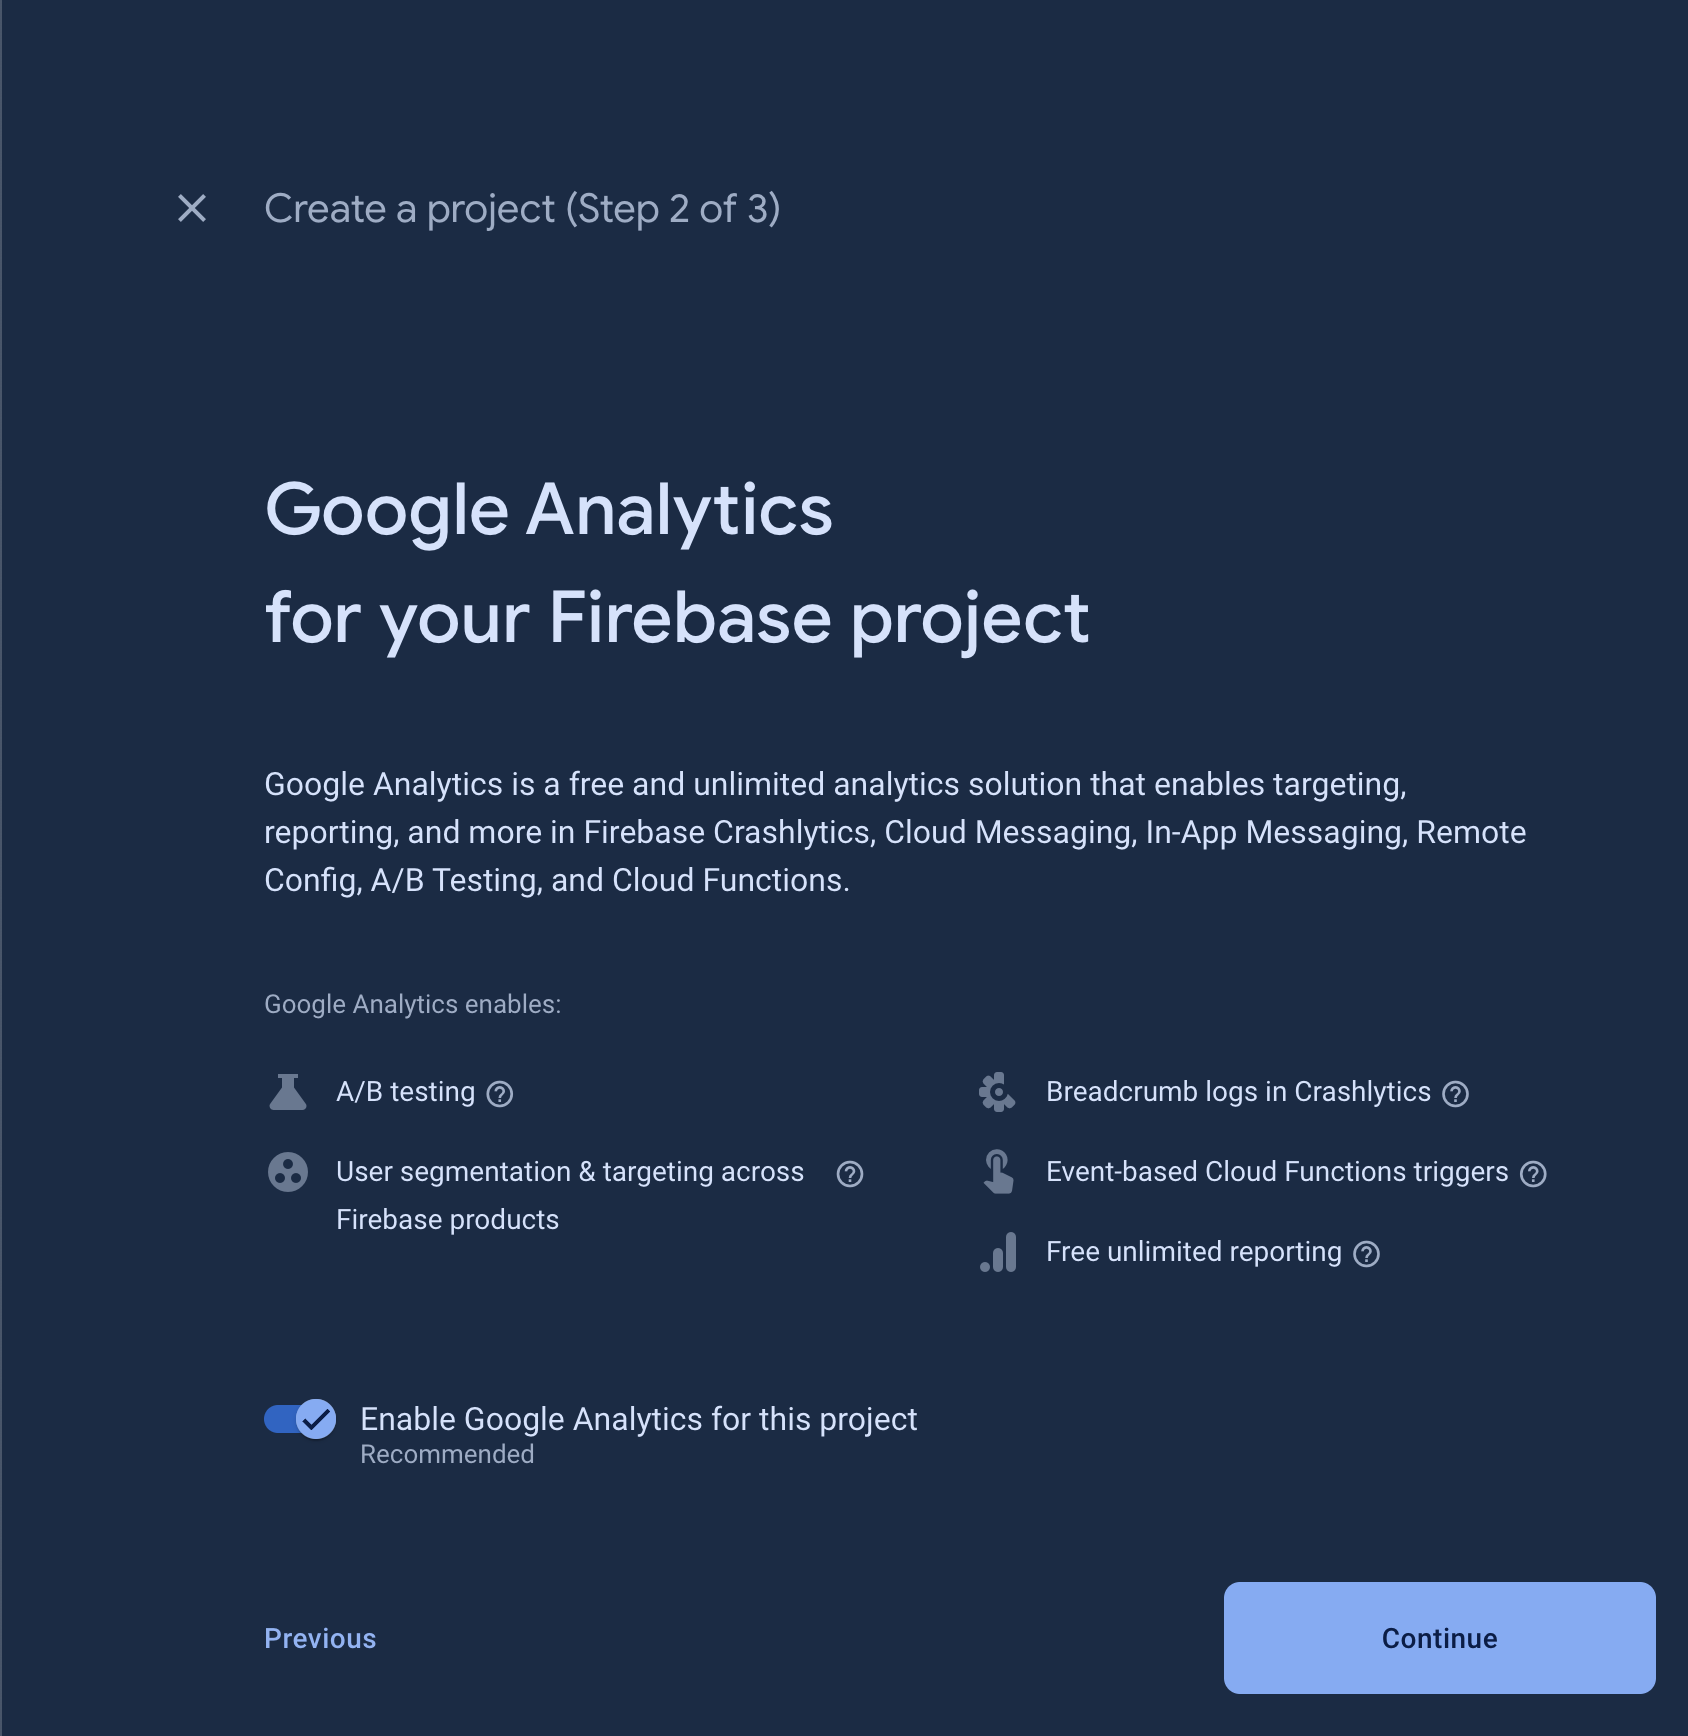 Create a project (Step 2 of 3)
Google Analytics
for your Firebase project
Google Analytics is a free and unlimited analytics solution that enables targeting,
reporting, and more in Firebase Crashlytics, Cloud Messaging, In-App Messaging, Remote
Config, A/B Testing, and Cloud Functions.
Google Analytics enables:
A/B testing
User segmentation & targeting across
Firebase products
Breadcrumb logs in Crashlytics
Event-based Cloud Functions triggers
Free unlimited reporting
Enable Google Analytics for this project
Recommended
Previous
Continue